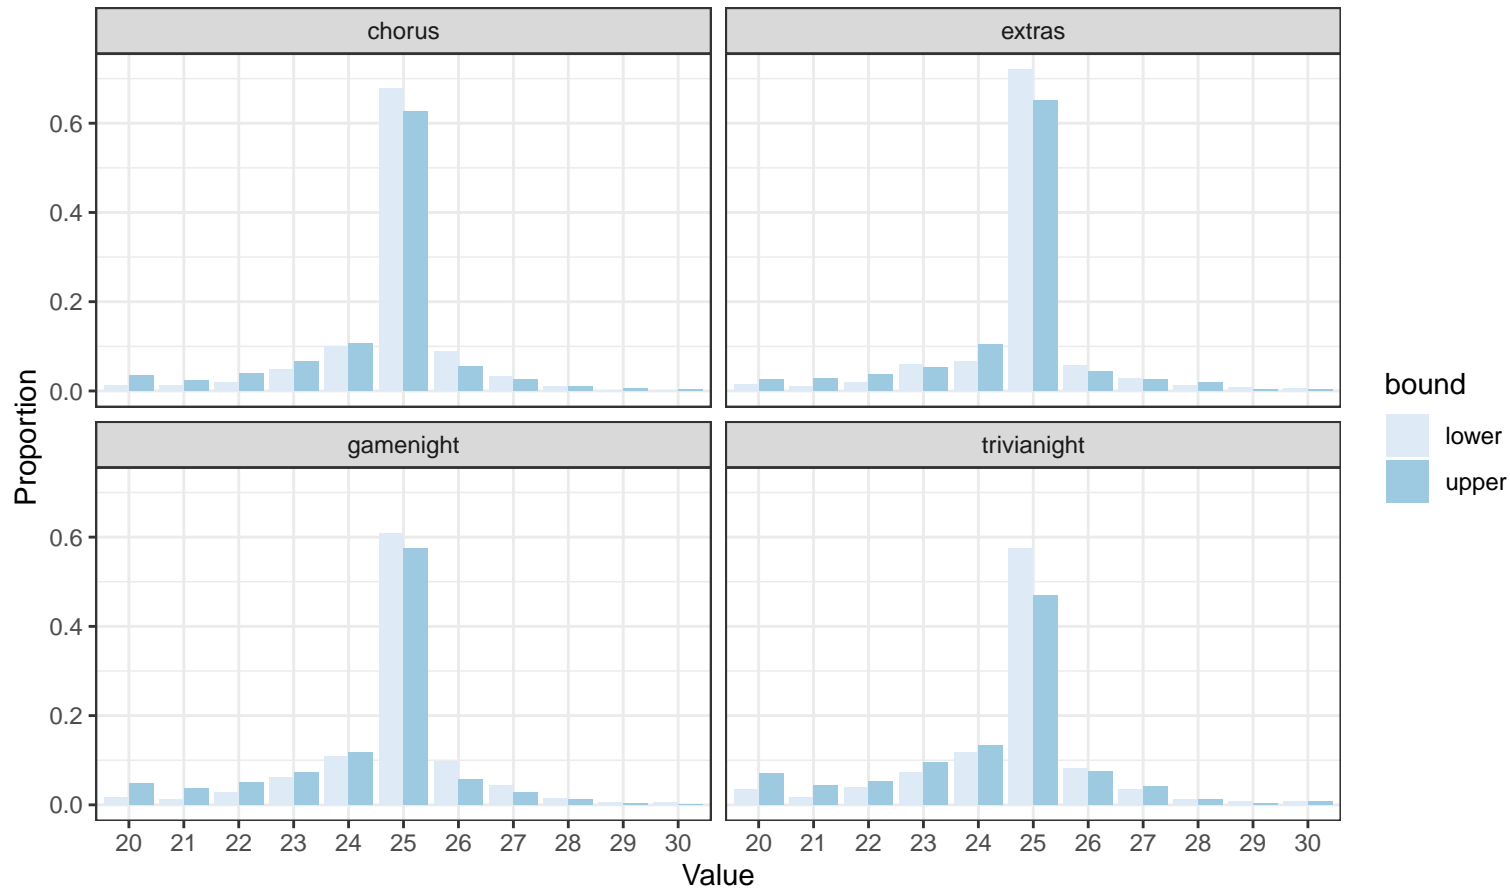 chorus
extras
0.6
0.4
0.2
0.0
gamenight
trivianight
0.6
0.4
0.2
0.0
20 21 22 23 24 25 26 27 28 29 30
20 21 22 23 24 25 26 27 28 29 30
Value
Proportion
bound
lower
upper